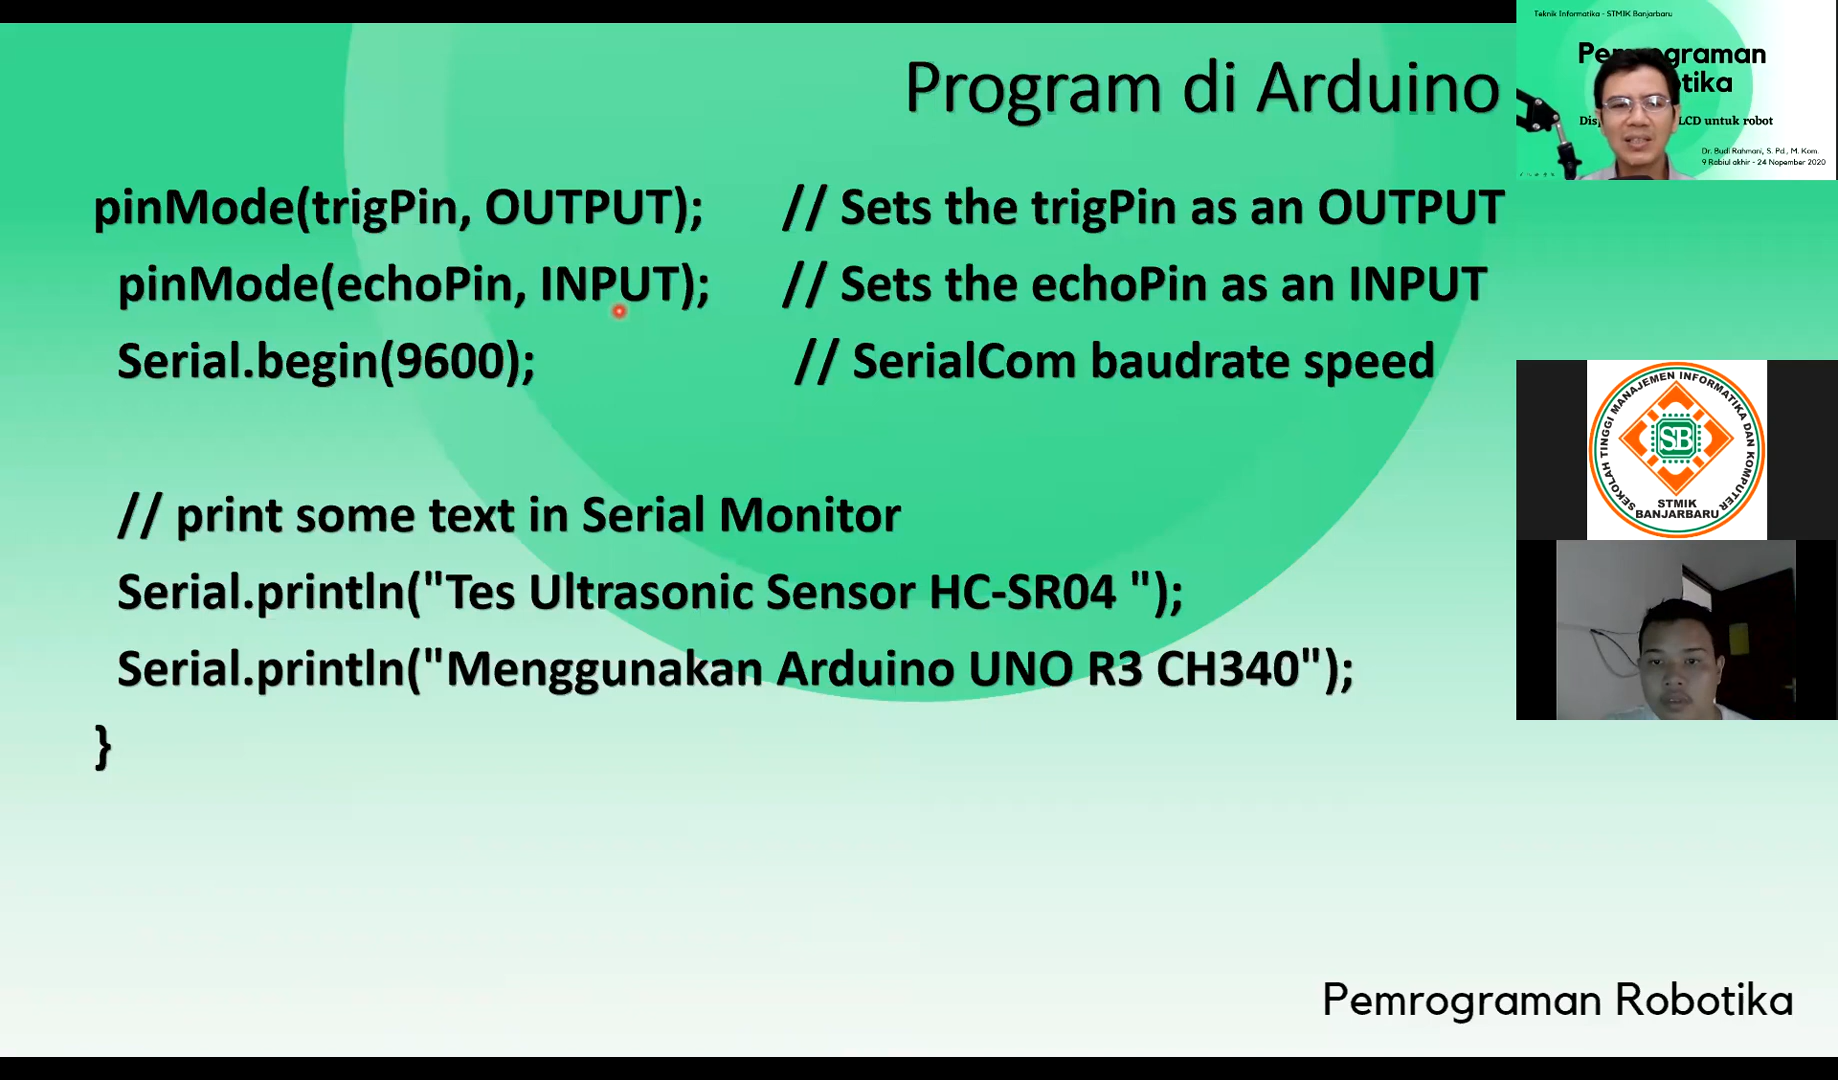 Program di Arduino
pinMode(trigPin, OUTPUT); // Sets the trigPin as an OUTPUT
pinMode(echoPin, INPUT); // Sets the echoPin as an INPUT
Serial.begin(9600); // SerialCom baudrate speed
// print some text in Serial Monitor
Serial.println("Tes Ultrasonic Sensor HC-SR04 ");
Serial.println("Menggunakan Arduino UNO R3 CH340");
}
Pemrograman Robotika
Teknik Informatika - STMIK Banjarbaru
LCD untuk robot
Dr. Budi Rahmani, S. Pd., M. Kom.
9 Rabiul akhir - 24 Nopember 2020
SEKOLAH TINGGI MANAJEMEN INFORMATIKA DAN KOMPUTER
SB
STMIK
BANJARBARU